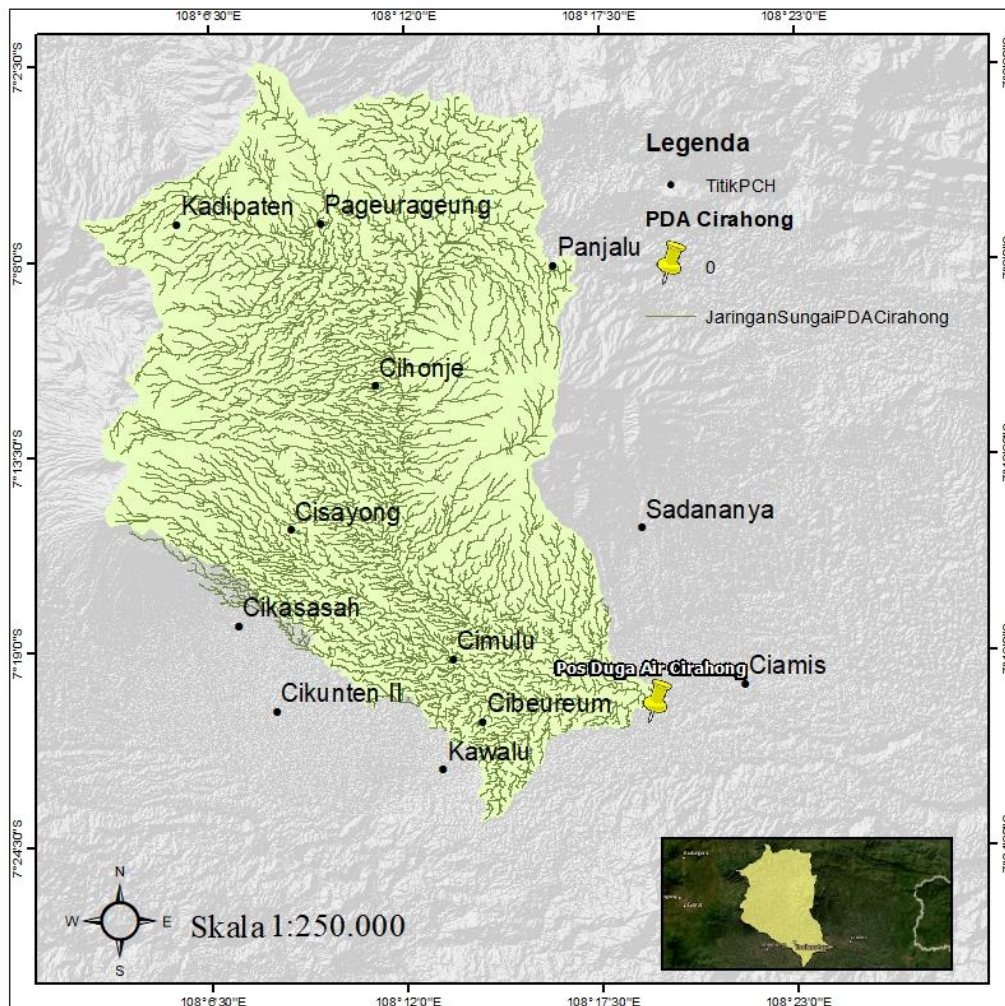 108°6'30"E 108°12'0"E 108°17'30"E 108°23'0"E
7°2'30"S
7°8'0"S
7°13'30"S
7°19'0"S
7°24'30"S
Legenda
TitikPCH
PDA Cirahong
0
JaringanSungaiPDACirahong
Kadipaten
Pageurageung
Panjalu
Cihonje
Cisayong
Sadananya
Cikasasah
Cimulu
Pos Duga Air Cirahong
Ciamis
Cikunten II
Cibeureum
Kawalu
N
W E
S
Skala 1:250.000
108°6'30"E 108°12'0"E 108°17'30"E 108°23'0"E